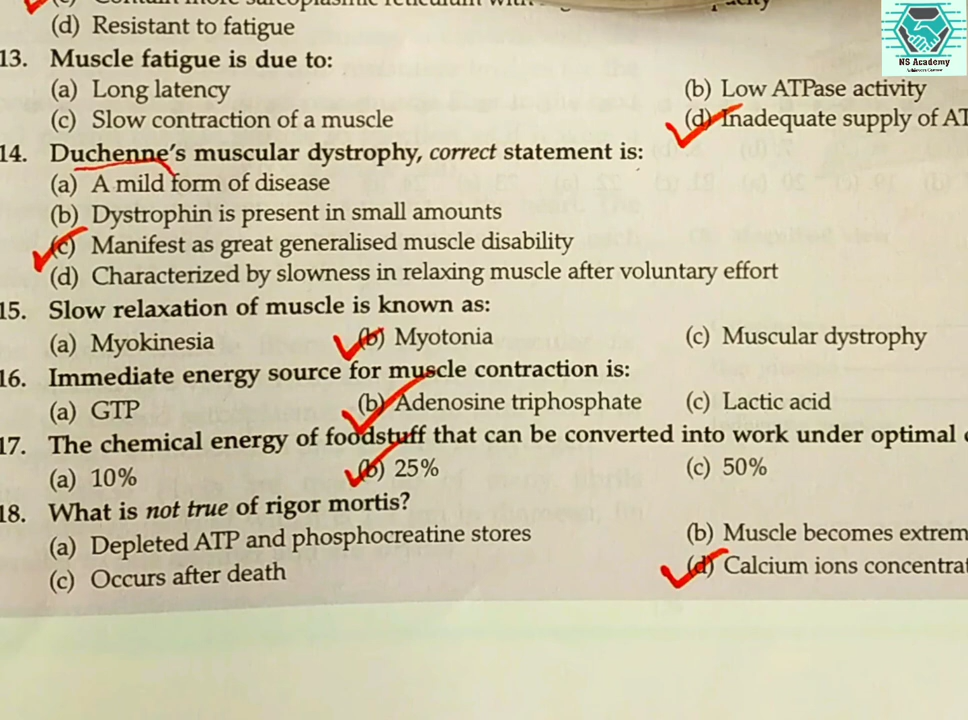 (d) Resistant to fatigue
NS Academy
13. Muscle fatigue is due to:
(a) Long latency (b) Low ATPase activity
(c) Slow contraction of a muscle (d) Inadequate supply of AT
14. Duchenne's muscular dystrophy, correct statement is:
(a) A mild form of disease
(b) Dystrophin is present in small amounts
(c) Manifest as great generalised muscle disability
(d) Characterized by slowness in relaxing muscle after voluntary effort
15. Slow relaxation of muscle is known as:
(a) Myokinesia (b) Myotonia (c) Muscular dystrophy
16. Immediate energy source for muscle contraction is:
(a) GTP (b) Adenosine triphosphate (c) Lactic acid
17. The chemical energy of foodstuff that can be converted into work under optimal
(a) 10% (b) 25% (c) 50%
18. What is not true of rigor mortis?
(a) Depleted ATP and phosphocreatine stores (b) Muscle becomes extrem
(c) Occurs after death (d) Calcium ions concentrat